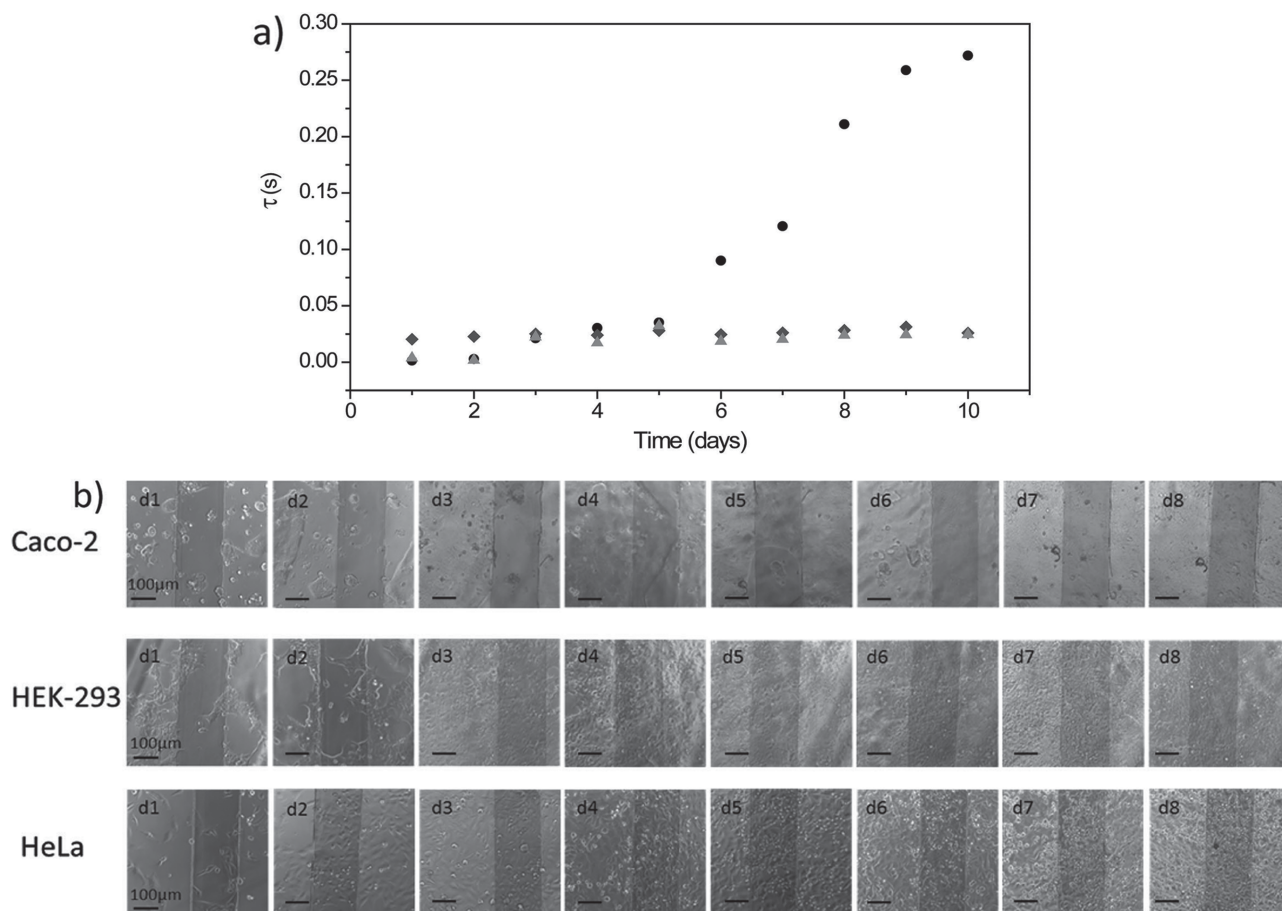 a)
0.30
0.25
0.20
0.15
0.10
0.05
0.00
τ (s)
0 2 4 6 8 10
Time (days)
b)
Caco-2
d1 d2 d3 d4 d5 d6 d7 d8
100µm
HEK-293
d1 d2 d3 d4 d5 d6 d7 d8
100µm
HeLa
d1 d2 d3 d4 d5 d6 d7 d8
100µm